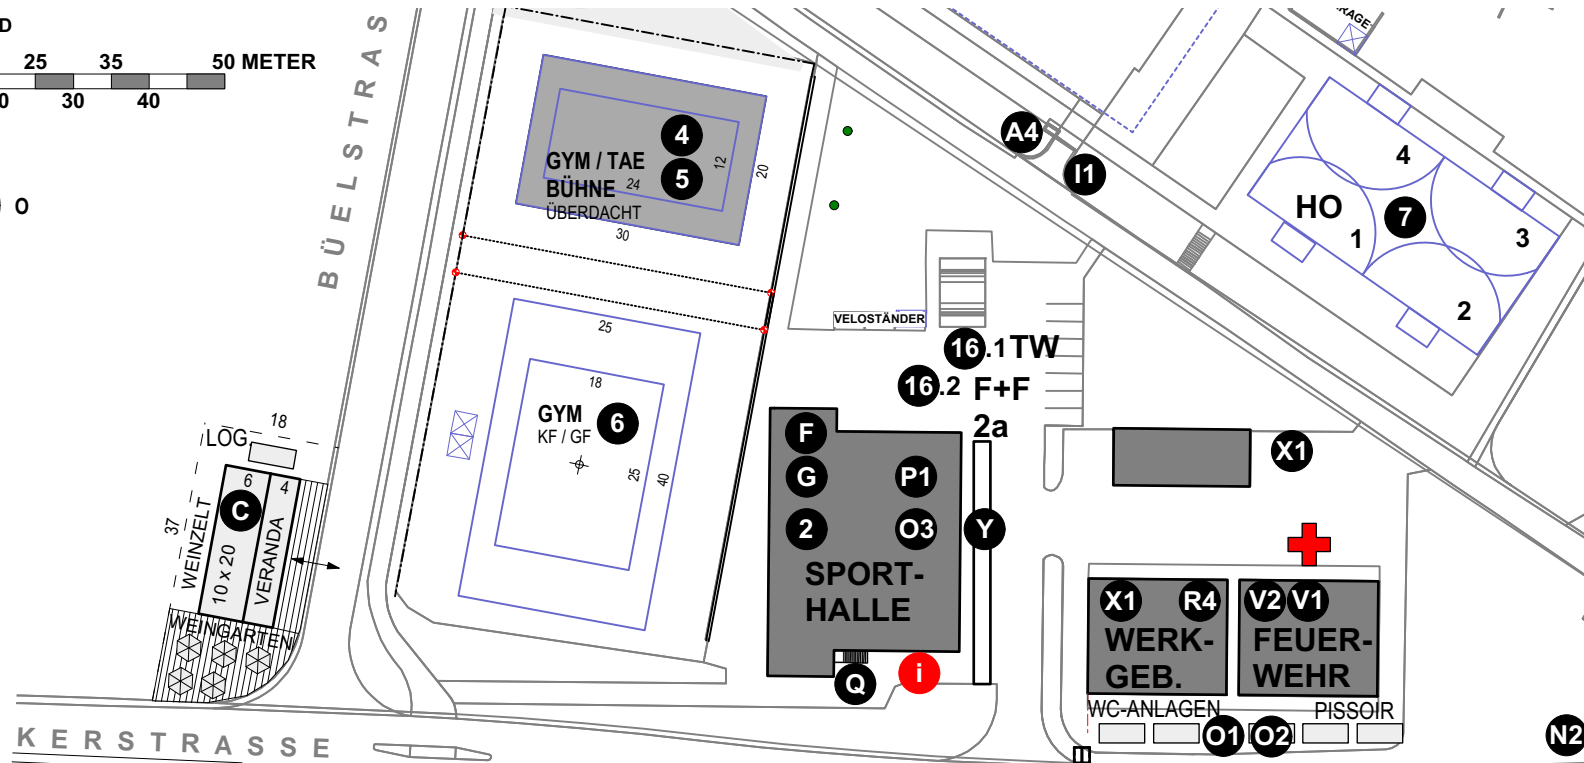 D
25 35 50 METER
0 30 40
O
BÜELSTRAS
GYM / TAE
BÜHNE
ÜBERDACHT
4
5
24
12
20
30
25
18
GYM
KF / GF
6
25
40
VELOSTÄNDER
16.1 TW
16.2 F+F
2a
A4
I1
HO
7
4
1
3
2
LOG
18
37
WEINZELT
10 x 20
6
4
C
VERANDA
WEINGARTEN
F
G
2
P1
O3
Y
SPORT-
HALLE
Q
i
X1
X1
R4
WERK-
GEB.
V2
V1
FEUER-
WEHR
WC-ANLAGEN
PISSOIR
O1
O2
N2
KERSTRASSE